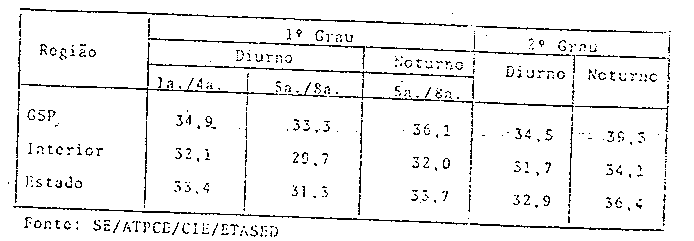 Região 1º Grau 2º Grau
Diurno Noturno Diurno Noturno
1a./4a. 5a./8a. 5a./8a.
GSP 34,9 33,3 36,1 34,5 39,5
Interior 32,1 29,7 32,0 31,7 34,1
Estado 33,4 31,3 33,7 32,9 36,4
Fonte: SE/ATPCE/CIE/ETASED